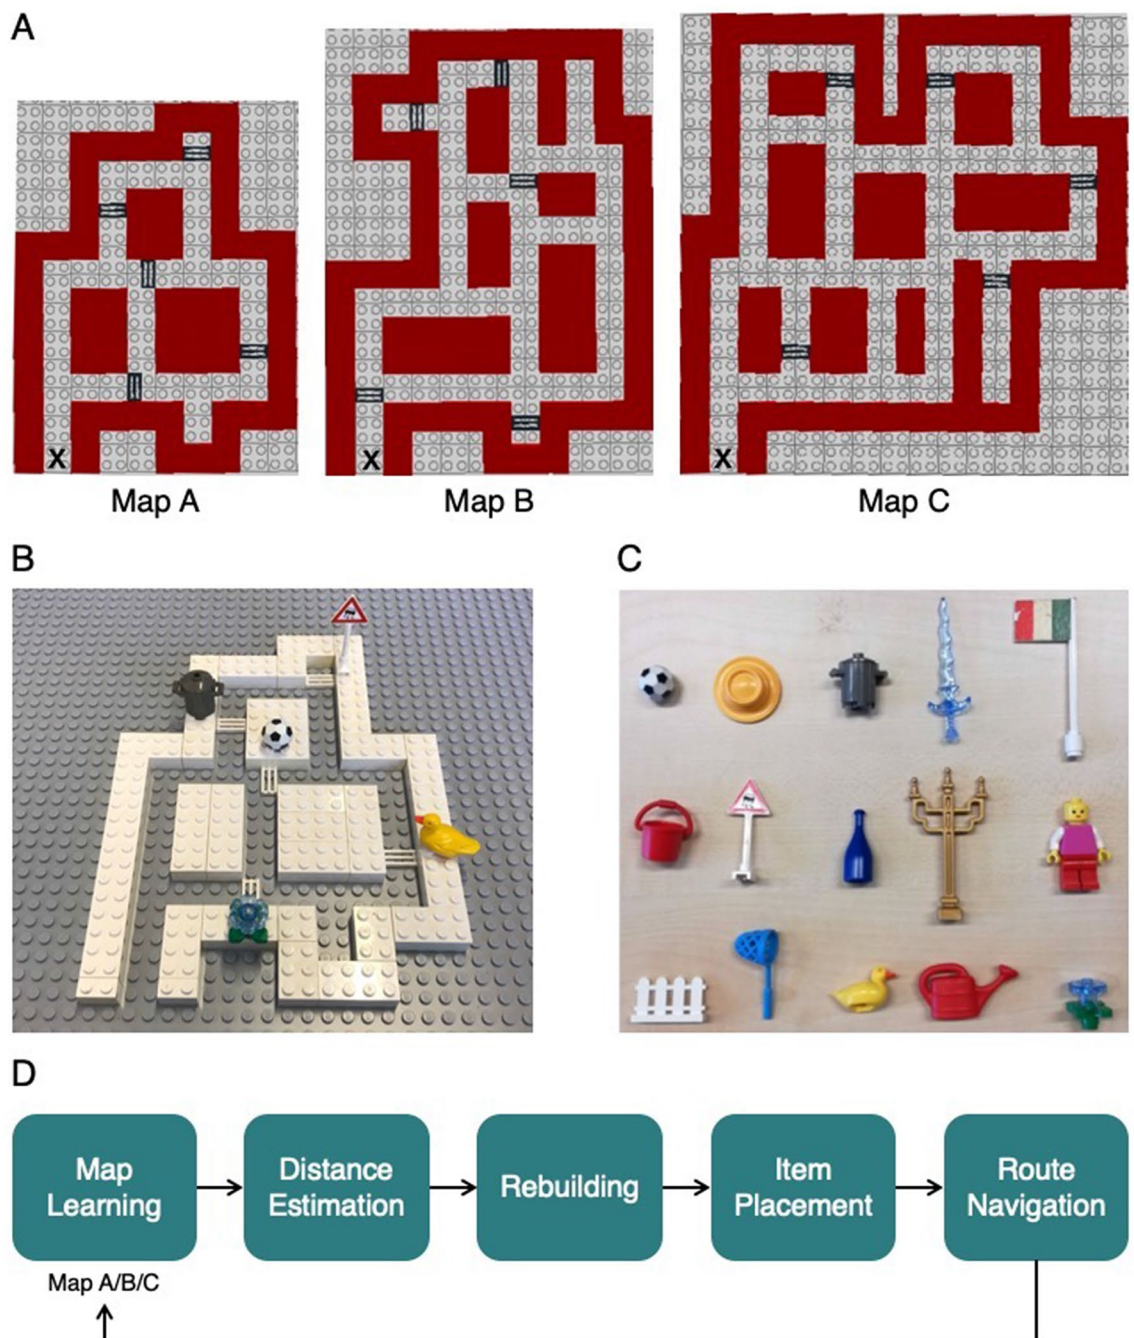 A
X
X
X
Map A
Map B
Map C
B
C
D
Map
Learning
Distance
Estimation
Rebuilding
Item
Placement
Route
Navigation
Map A/B/C